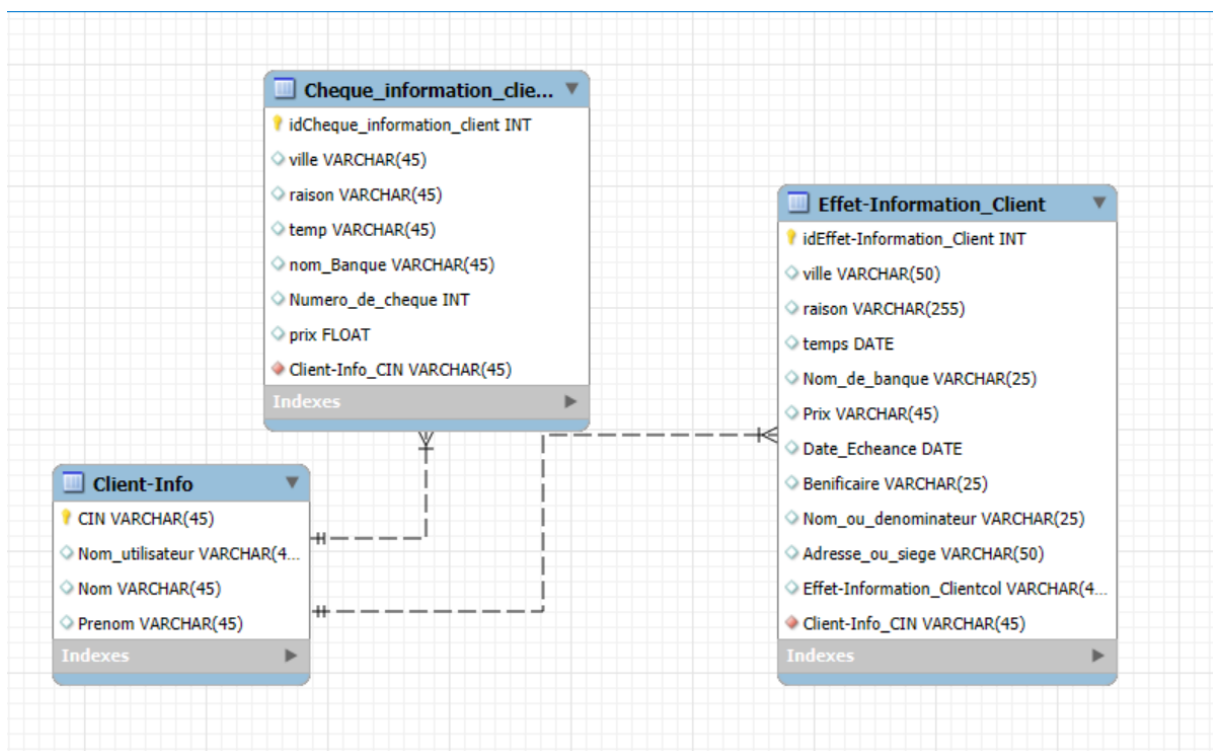 Cheque_information_clie...
idCheque_information_client INT
ville VARCHAR(45)
raison VARCHAR(45)
temp VARCHAR(45)
nom_Banque VARCHAR(45)
Numero_de_cheque INT
prix FLOAT
Client-Info_CIN VARCHAR(45)
Indexes
Effet-Information_Client
idEffet-Information_Client INT
ville VARCHAR(50)
raison VARCHAR(255)
temps DATE
Nom_de_banque VARCHAR(25)
Prix VARCHAR(45)
Date_Echeance DATE
Benificaire VARCHAR(25)
Nom_ou_denominateur VARCHAR(25)
Adresse_ou_siege VARCHAR(50)
Effet-Information_Clientcol VARCHAR(4...
Client-Info_CIN VARCHAR(45)
Indexes
Client-Info
CIN VARCHAR(45)
Nom_utilisateur VARCHAR(4...
Nom VARCHAR(45)
Prenom VARCHAR(45)
Indexes